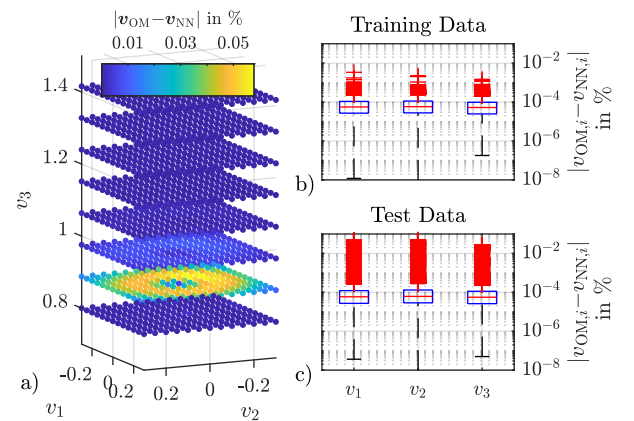 |v_OM−v_NN| in %
0.01 0.03 0.05
1.4
1.2
1
0.8
v_3
-0.2
0
0.2
v_1
0.2
0
-0.2
v_2
a)
Training Data
10^−2
10^−4
10^−6
10^−8
|v_OM,i−v_NN,i|
in %
b)
Test Data
10^−2
10^−4
10^−6
10^−8
|v_OM,i−v_NN,i|
in %
c)
v_1 v_2 v_3